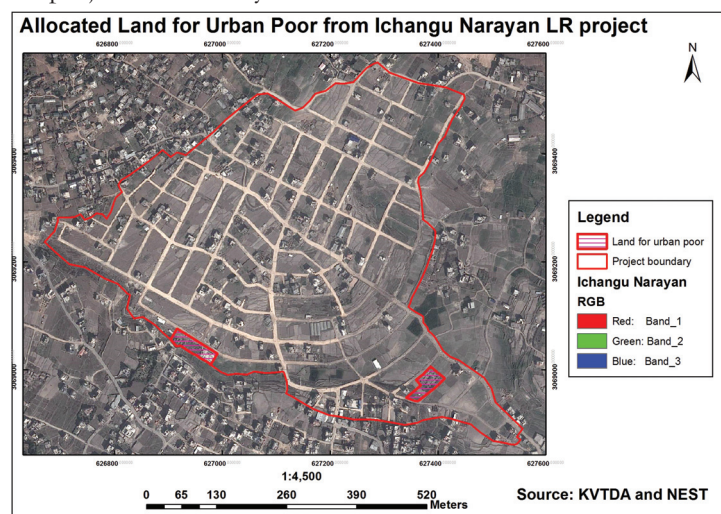 Allocated Land for Urban Poor from Ichangu Narayan LR project
626800 627000 627200 627400 627600
N
3069400 3069400
3069200 3069200
3069000 3069000
Legend
Land for urban poor
Project boundary
Ichangu Narayan
RGB
Red: Band_1
Green: Band_2
Blue: Band_3
626800 627000 627200 627400 627600
1:4,500
0 65 130 260 390 520
Meters
Source: KVTDA and NEST